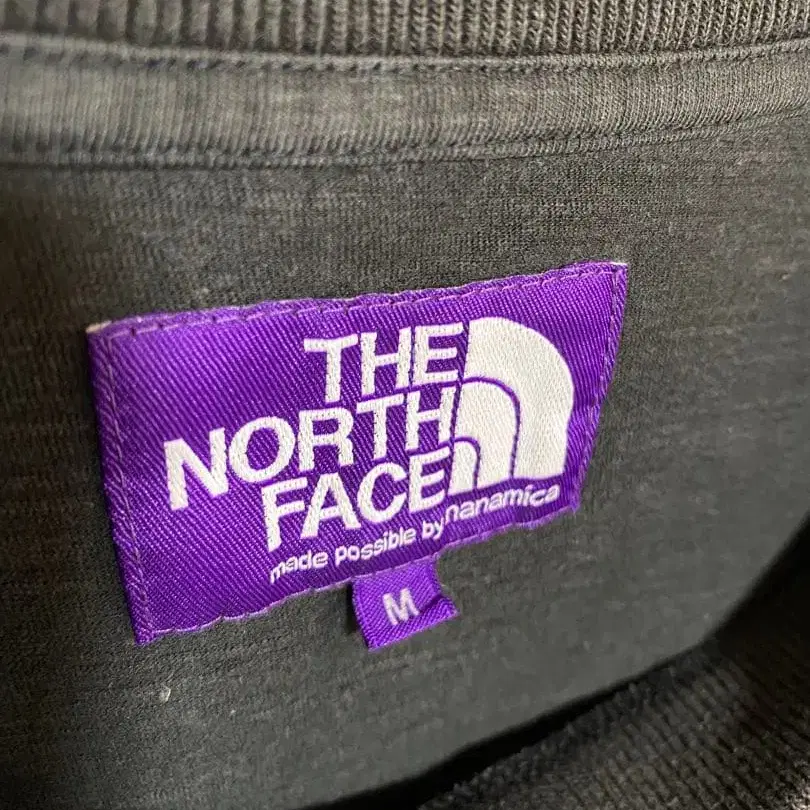 THE
NORTH
FACE
made possible by nanamica
M